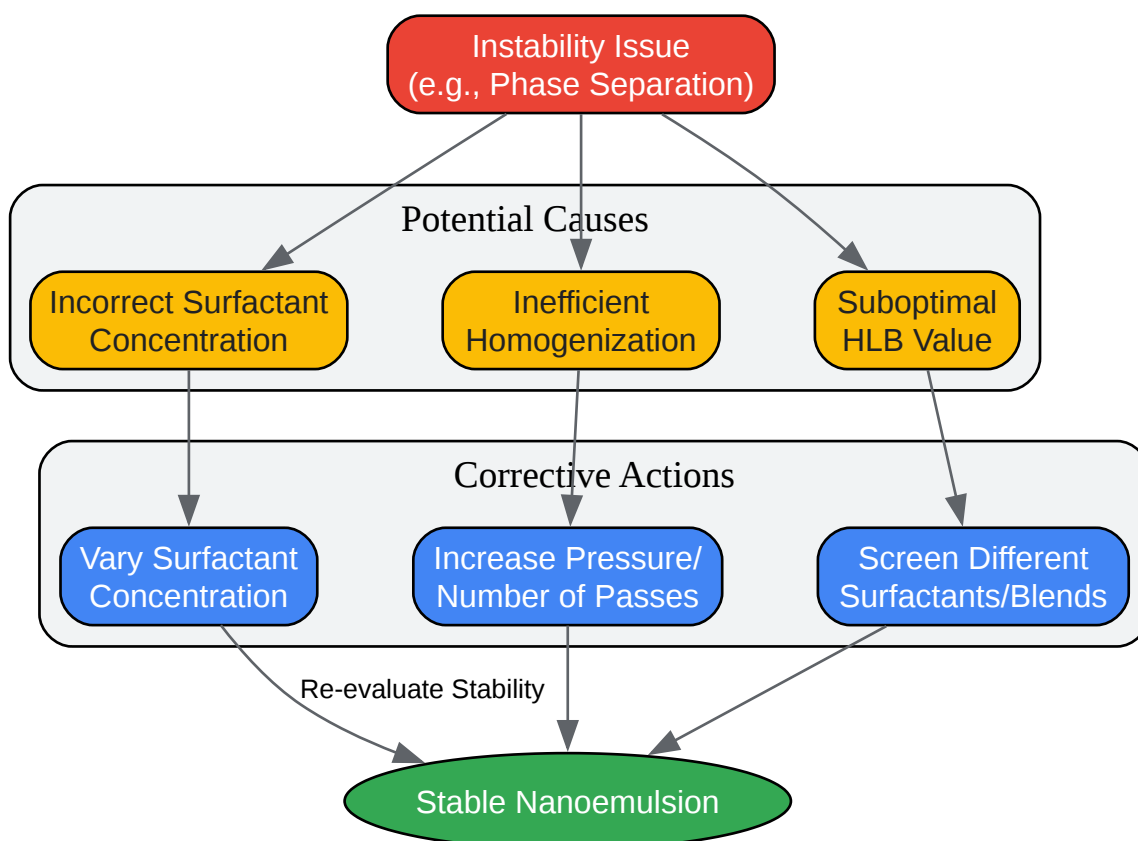 Instability Issue
(e.g., Phase Separation)
Potential Causes
Incorrect Surfactant
Concentration
Inefficient
Homogenization
Suboptimal
HLB Value
Corrective Actions
Vary Surfactant
Concentration
Increase Pressure/
Number of Passes
Screen Different
Surfactants/Blends
Re-evaluate Stability
Stable Nanoemulsion